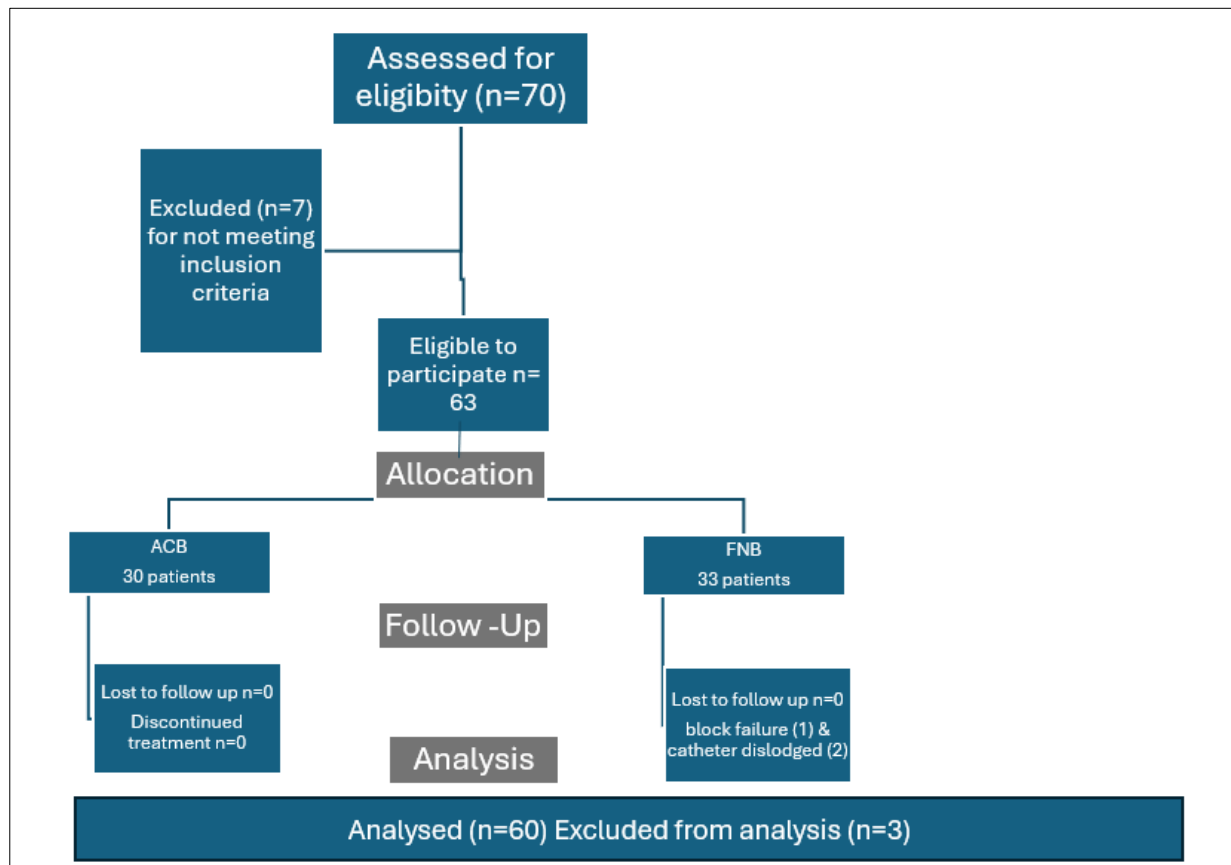 Assessed for
eligibity (n=70)
Excluded (n=7)
for not meeting
inclusion
criteria
Eligible to
participate n=
63
Allocation
ACB
30 patients
FNB
33 patients
Follow -Up
Lost to follow up n=0
Discontinued
treatment n=0
Lost to follow up n=0
block failure (1) &
catheter dislodged (2)
Analysis
Analysed (n=60) Excluded from analysis (n=3)